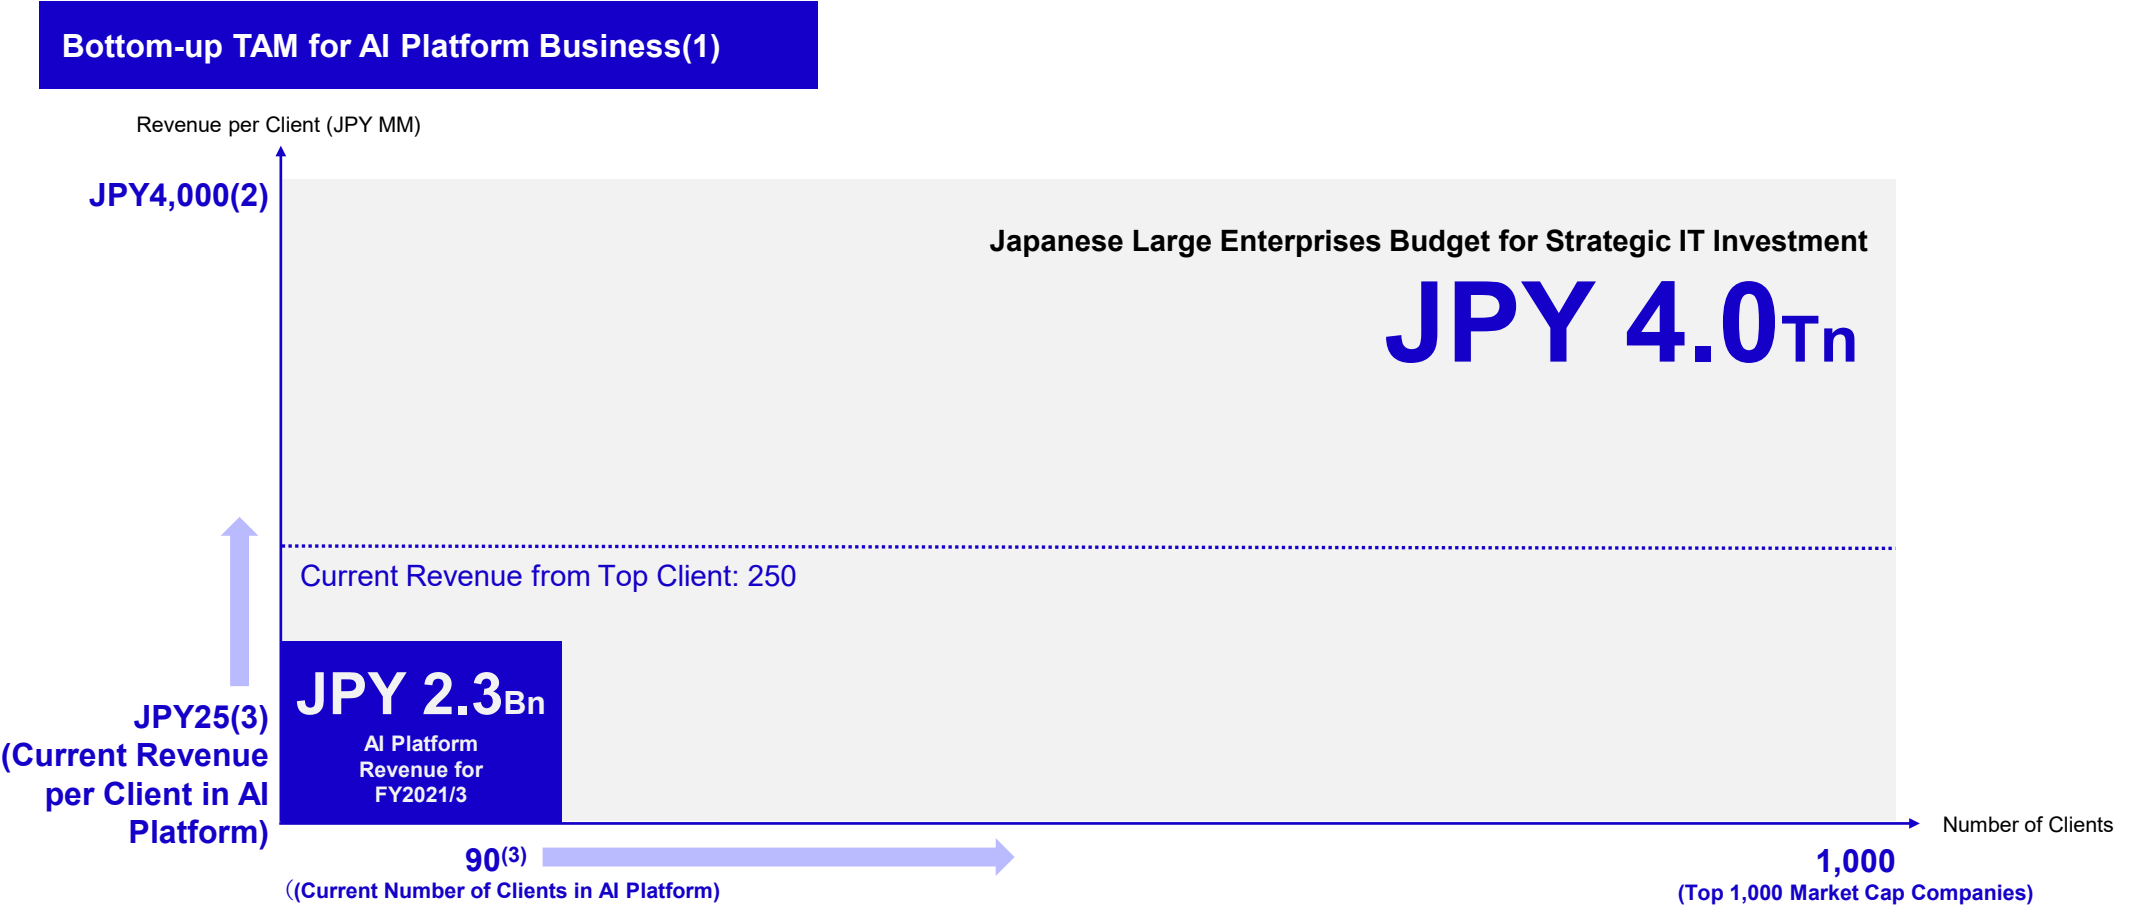 Bottom-up TAM for AI Platform Business(1)
Revenue per Client (JPY MM)
JPY4,000(2)
Japanese Large Enterprises Budget for Strategic IT Investment
JPY 4.0Tn
Current Revenue from Top Client: 250
JPY 2.3Bn
AI Platform
Revenue for
FY2021/3
JPY25(3)
(Current Revenue
per Client in AI
Platform)
Number of Clients
90(3)
（(Current Number of Clients in AI Platform)
1,000
(Top 1,000 Market Cap Companies)